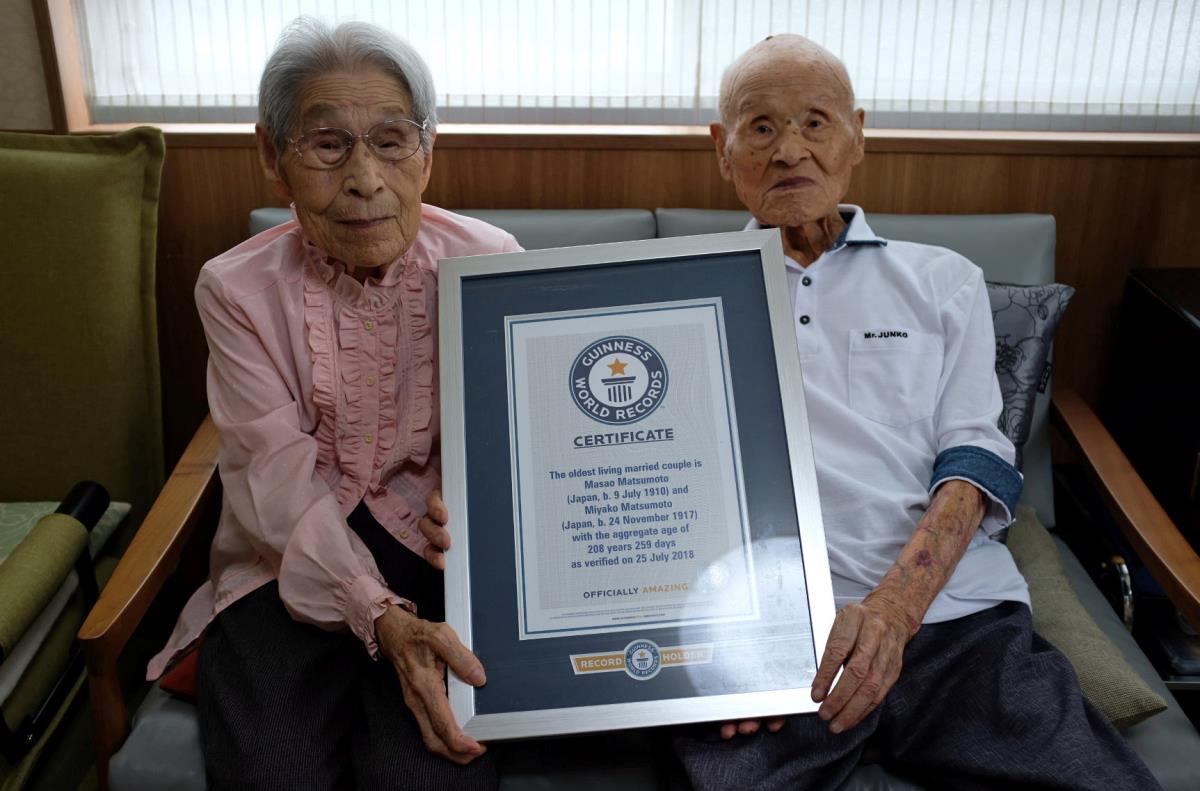 Mr.JUNKO
GUINNESS
WORLD RECORDS
CERTIFICATE
The oldest living married couple is
Masao Matsumoto
(Japan, b. 9 July 1910) and
Miyako Matsumoto
(Japan, b. 24 November 1917)
with the aggregate age of
208 years 259 days
as verified on 25 July 2018
OFFICIALLY AMAZING
RECORD HOLDER